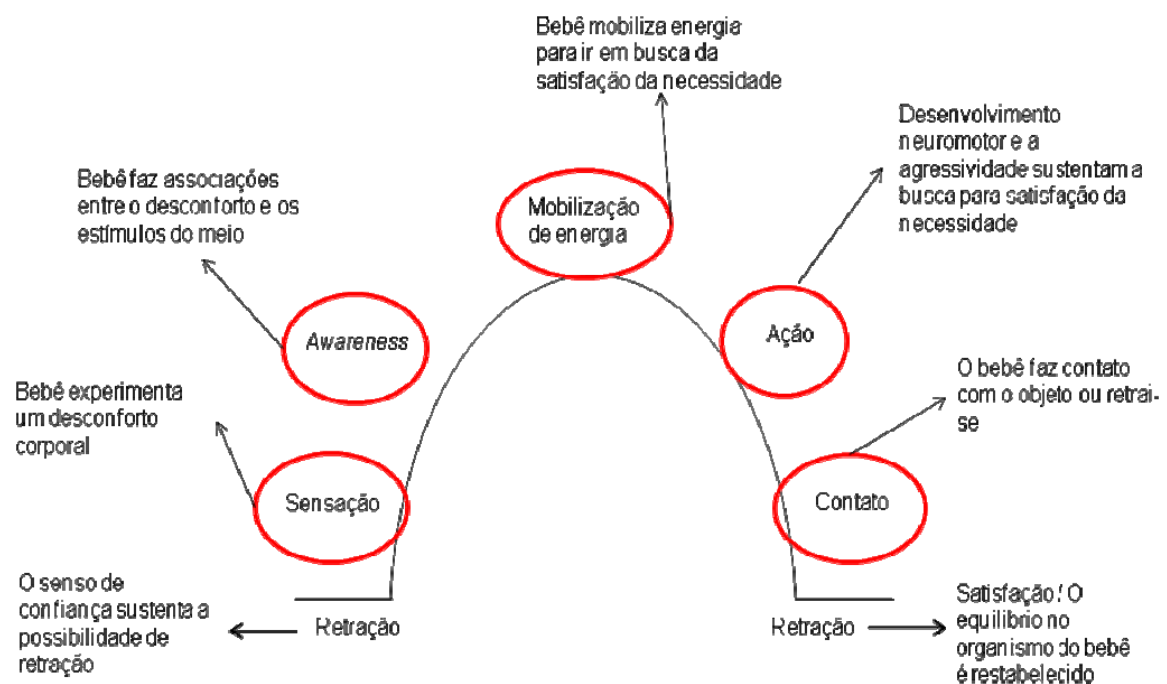 Bebê mobiliza energia
para ir em busca da
satisfação da necessidade
Desenvolvimento
neuromotor e a
agressividade sustentam a
busca para satisfação da
necessidade
Bebê faz associações
entre o desconforto e os
estímulos do meio
Mobilização
de energia
Awareness
Ação
O bebê faz contato
com o objeto ou retrai-
se
Bebê experimenta
um desconforto
corporal
Sensação
Contato
O senso de
confiança sustenta a
possibilidade de
retração
Retração
Retração
Satisfação! O
equilibrio no
organismo do bebê
é restabelecido